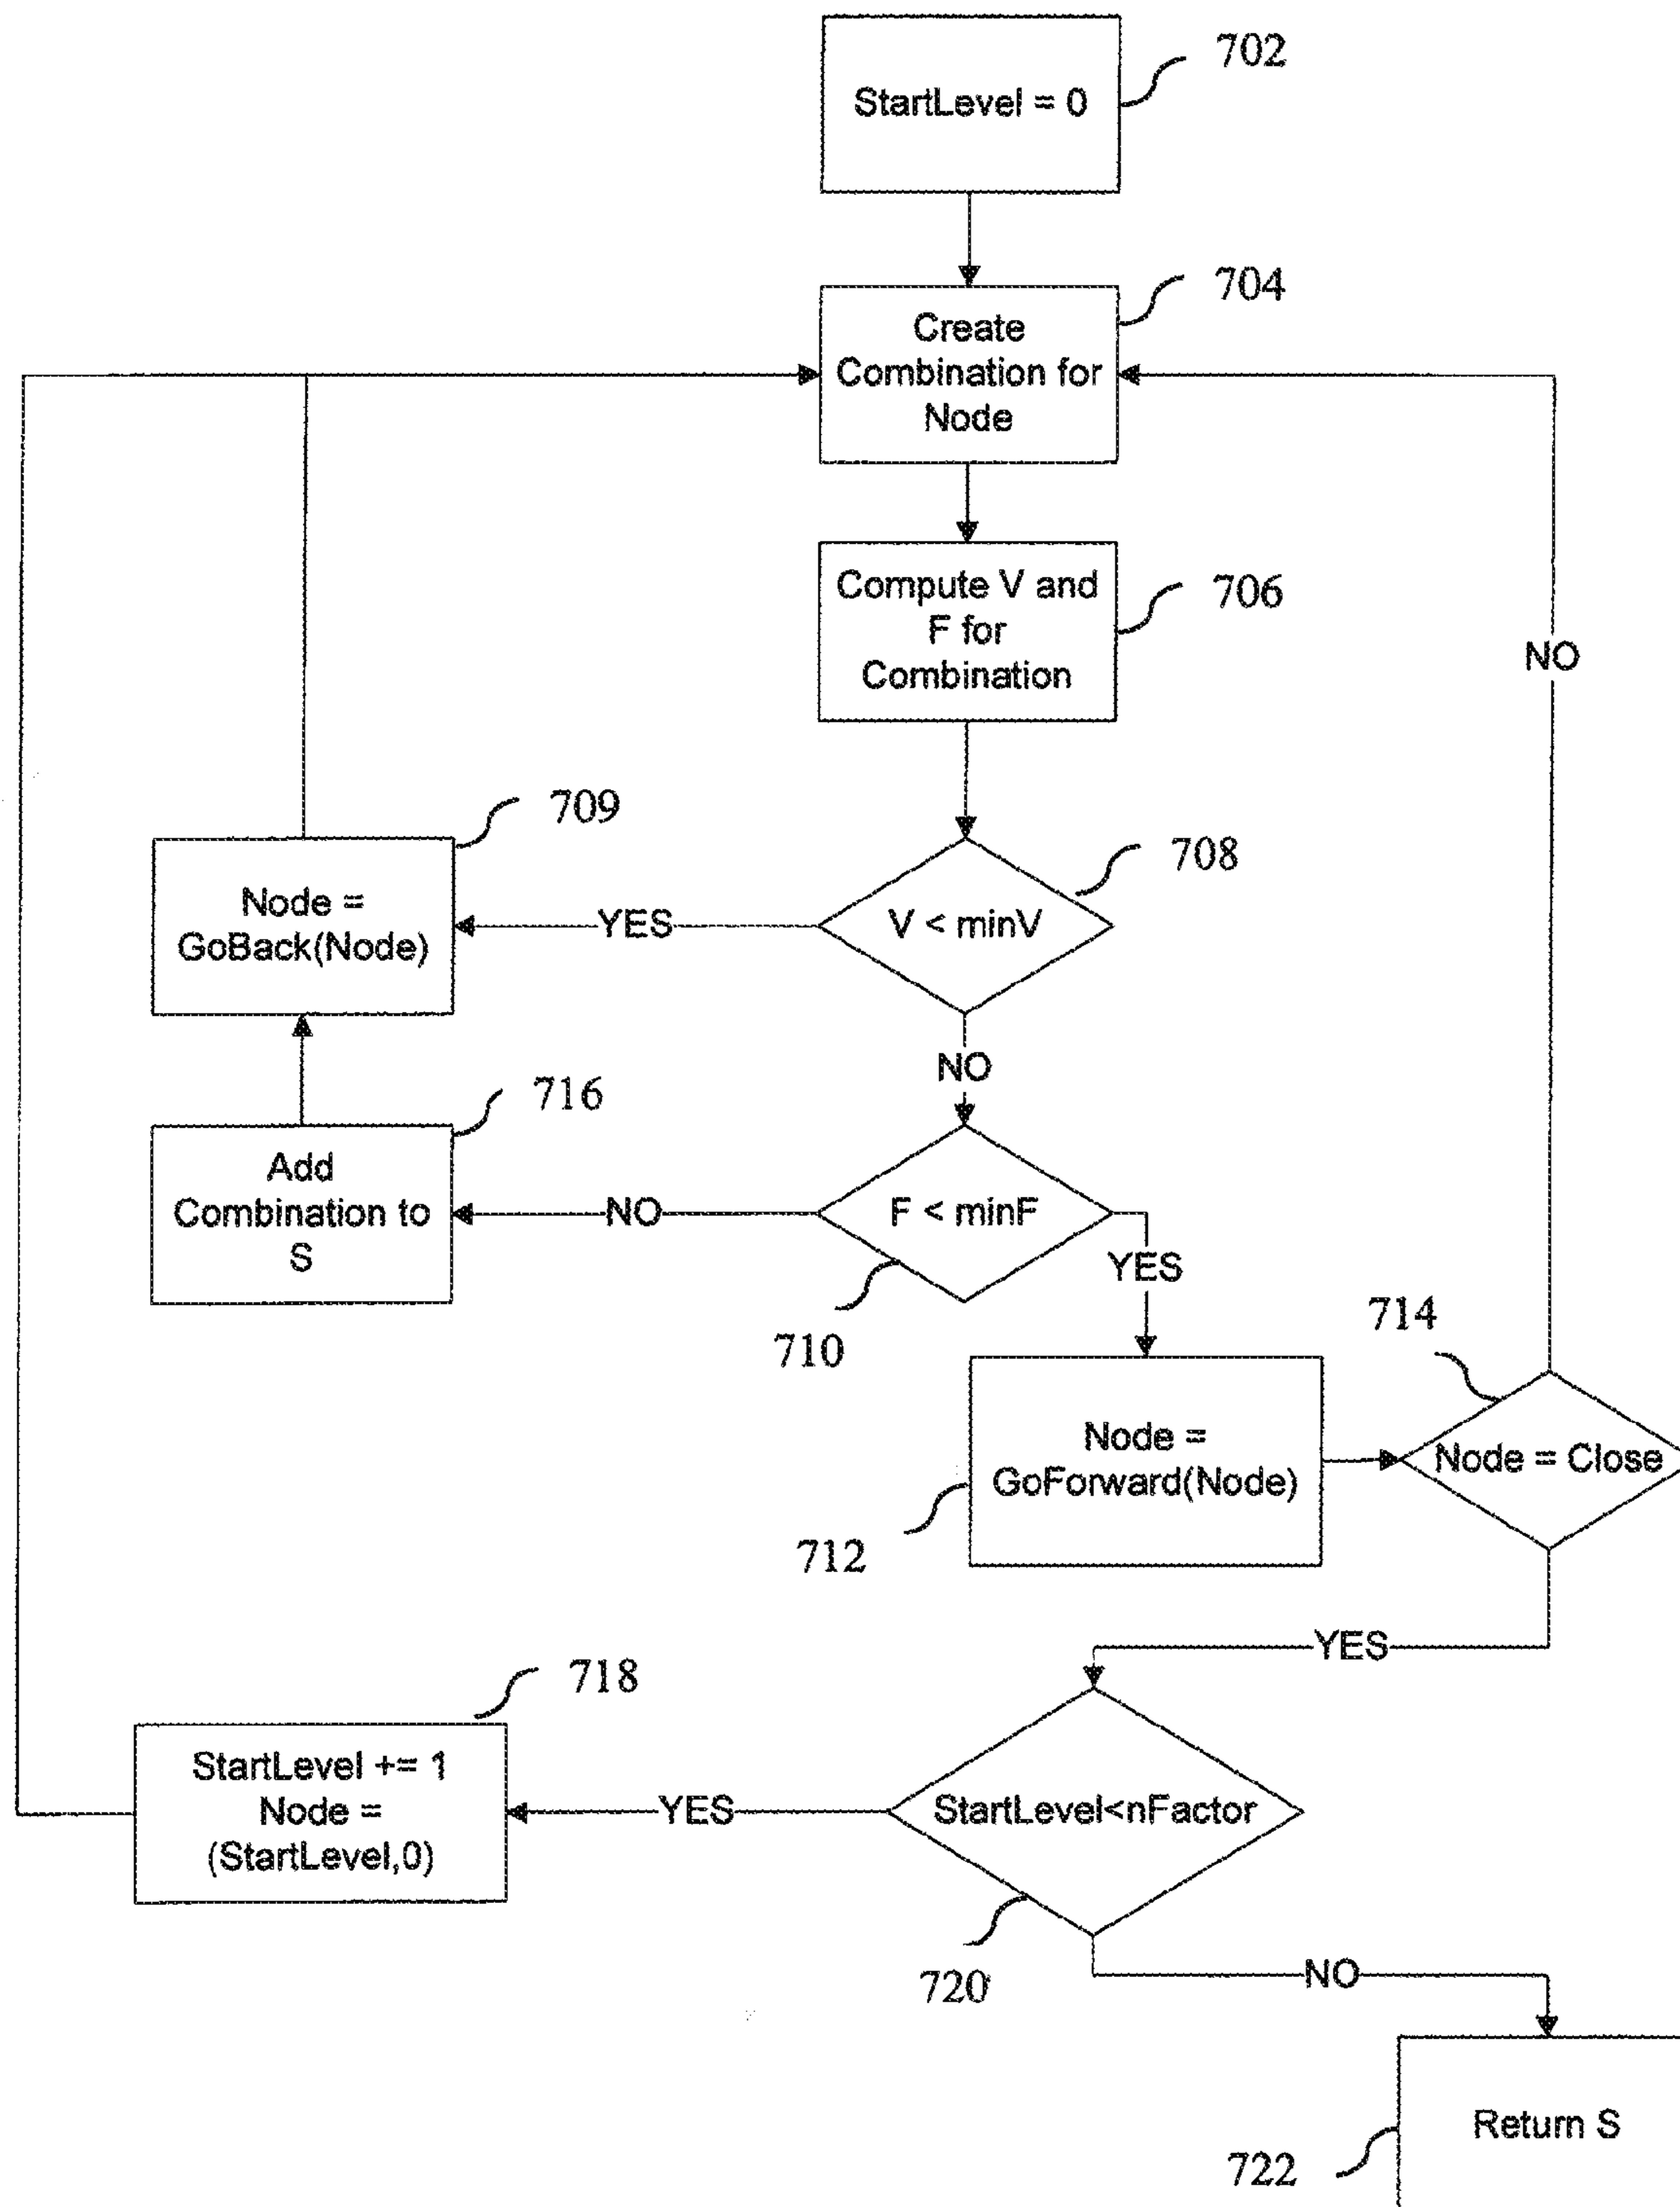 702
StartLevel = 0
704
Create
Combination for
Node
706
Compute V and
F for
Combination
NO
709
Node =
GoBack(Node)
708
V < minV
YES
NO
716
Add
Combination to
S
NO
F < minF
YES
710
714
Node =
GoForward(Node)
Node = Close
712
YES
718
StartLevel += 1
Node =
(StartLevel,0)
YES
StartLevel<nFactor
720
NO
Return S
722